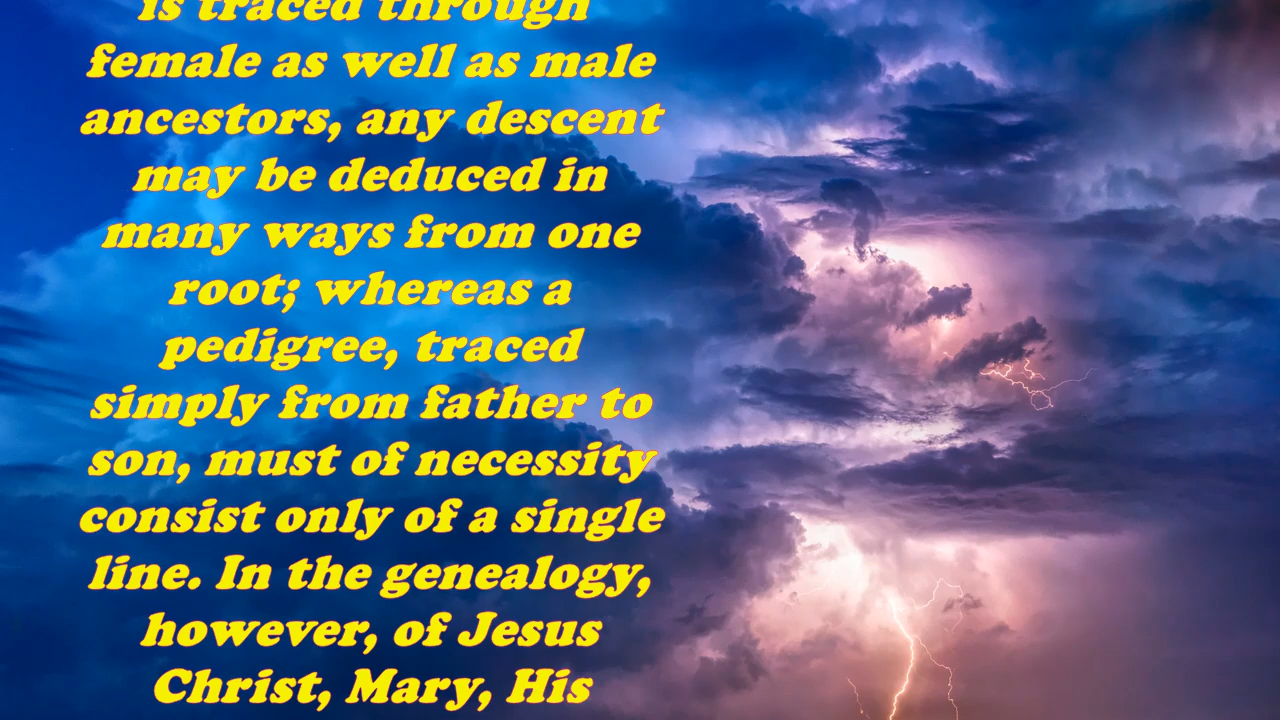 is traced through
female as well as male
ancestors, any descent
may be deduced in
many ways from one
root; whereas a
pedigree, traced
simply from father to
son, must of necessity
consist only of a single
line. In the genealogy,
however, of Jesus
Christ, Mary, His